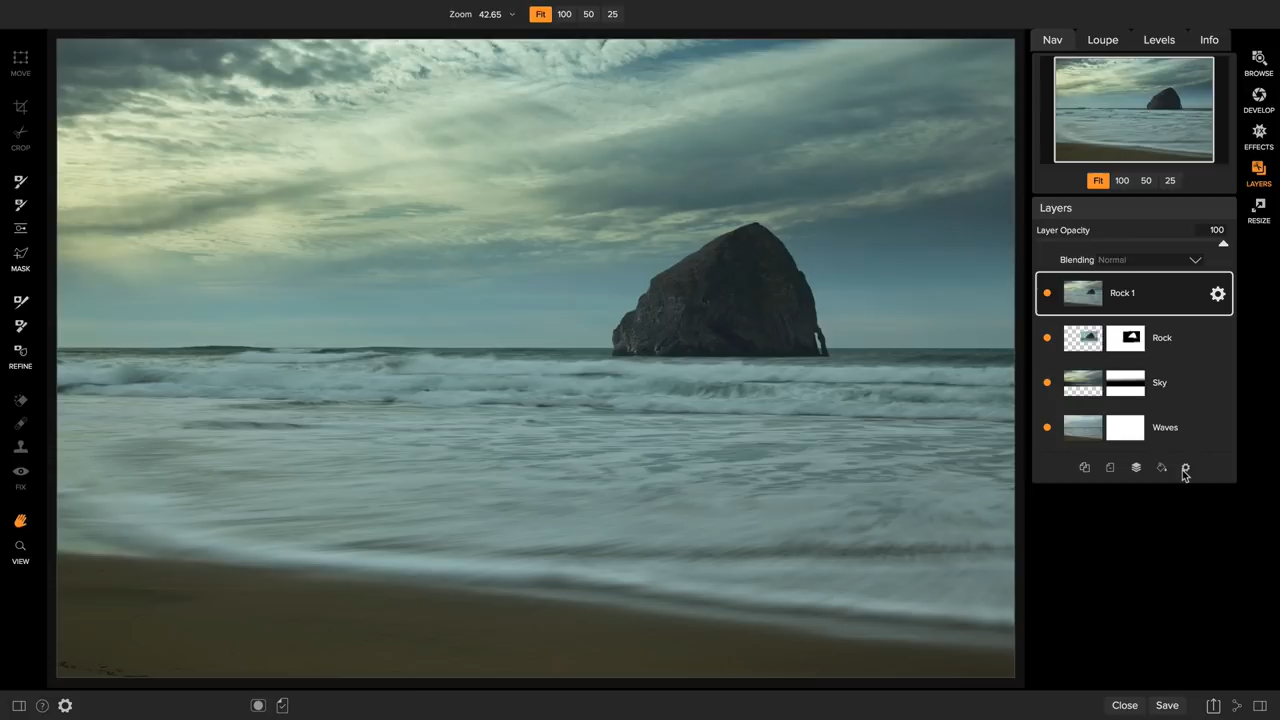 Zoom 42.65 Fit 100 50 25
MOVE
CROP
MASK
REFINE
FIX
VIEW
Nav Loupe Levels Info
Fit 100 50 25
Layers
Layer Opacity 100
Blending Normal
Rock 1
Rock
Sky
Waves
BROWSE
DEVELOP
EFFECTS
LAYERS
RESIZE
? Close Save